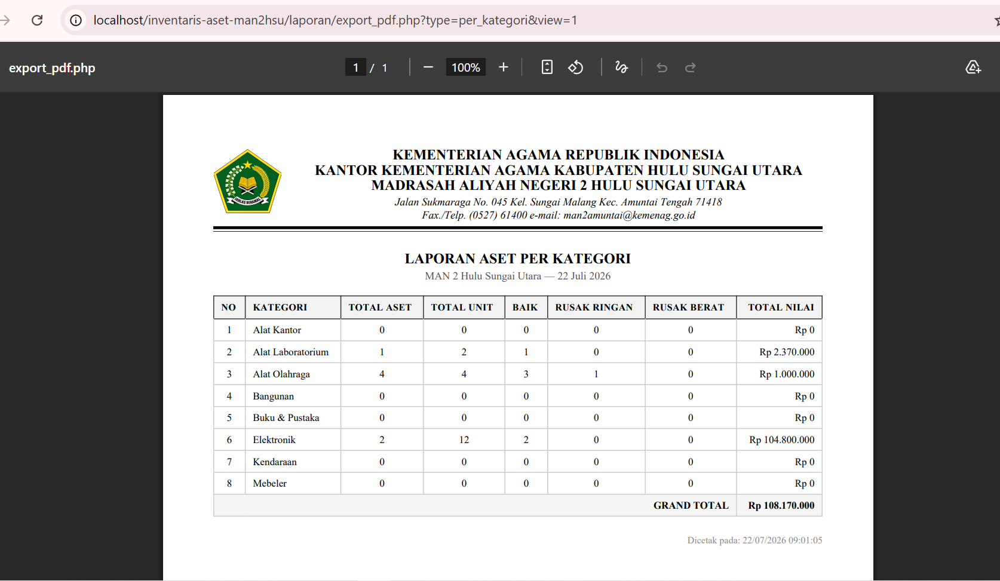 localhost/inventaris-aset-man2hsu/laporan/export_pdf.php?type=per_kategori&view=1
export_pdf.php 1 / 1 100%
KEMENTERIAN AGAMA REPUBLIK INDONESIA
KANTOR KEMENTERIAN AGAMA KABUPATEN HULU SUNGAI UTARA
MADRASAH ALIYAH NEGERI 2 HULU SUNGAI UTARA
Jalan Sukmaraga No. 045 Kel. Sungai Malang Kec. Amuntai Tengah 71418
Fax./Telp. (0527) 61400 e-mail: man2amuntai@kemenag.go.id
IKHLAS BERAMAL
LAPORAN ASET PER KATEGORI
MAN 2 Hulu Sungai Utara — 22 Juli 2026
NO KATEGORI TOTAL ASET TOTAL UNIT BAIK RUSAK RINGAN RUSAK BERAT TOTAL NILAI
1 Alat Kantor 0 0 0 0 0 Rp 0
2 Alat Laboratorium 1 2 1 0 0 Rp 2.370.000
3 Alat Olahraga 4 4 3 1 0 Rp 1.000.000
4 Bangunan 0 0 0 0 0 Rp 0
5 Buku & Pustaka 0 0 0 0 0 Rp 0
6 Elektronik 2 12 2 0 0 Rp 104.800.000
7 Kendaraan 0 0 0 0 0 Rp 0
8 Mebeler 0 0 0 0 0 Rp 0
GRAND TOTAL Rp 108.170.000
Dicetak pada: 22/07/2026 09:01:05